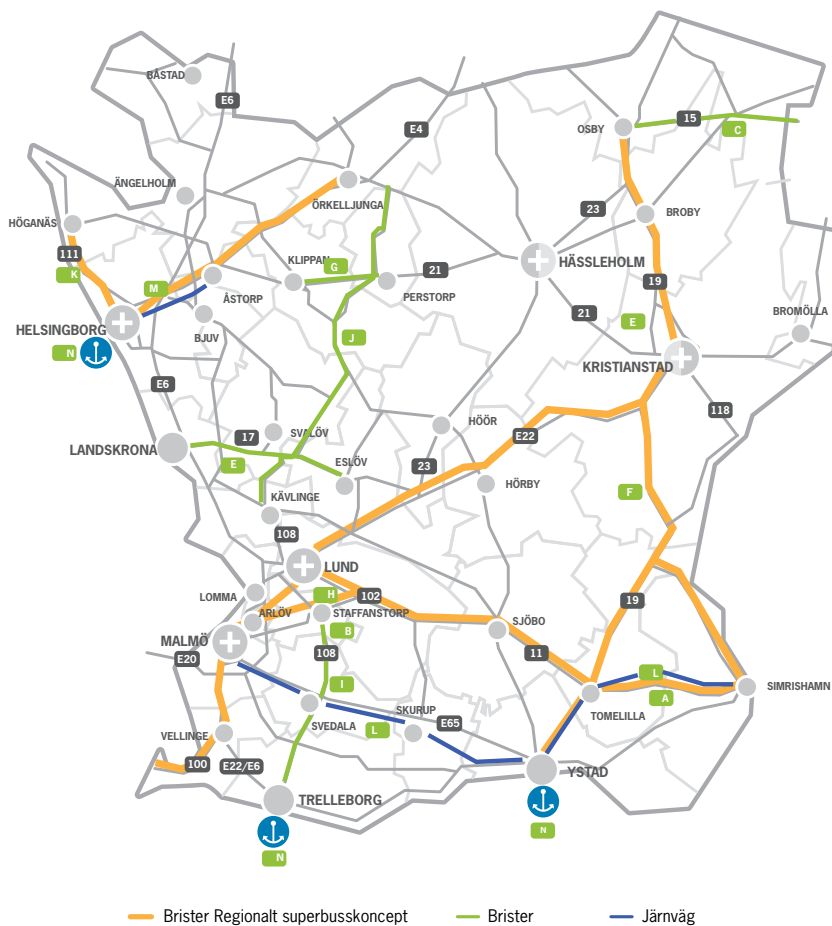 BÅSTAD
E6
E4
OSBY
15
C
ÄNGELHOLM
ÖRKELLJUNGA
HÖGANÄS
23
BROBY
111
K
M
KLIPPAN
G
21
PERSTORP
HÄSSLEHOLM
19
ÅSTORP
21
E
BROMÖLLA
HELSINGBORG
BJUV
J
N
KRISTIANSTAD
E6
118
17
SVALÖV
HÖÖR
E22
LANDSKRONA
E
ESLÖV
23
HÖRBY
F
KÄVLINGE
108
LUND
LOMMA
H
102
19
ARLÖV
STAFFANSTORP
B
SJÖBO
MALMÖ
108
11
E20
I
L
SIMRISHAMN
SKURUP
A
TOMELILLA
SVEDALA
L
E65
VELLINGE
100
E22/E6
YSTAD
TRELLEBORG
N
N
Brister Regionalt superbusskoncept
Brister
Järnväg